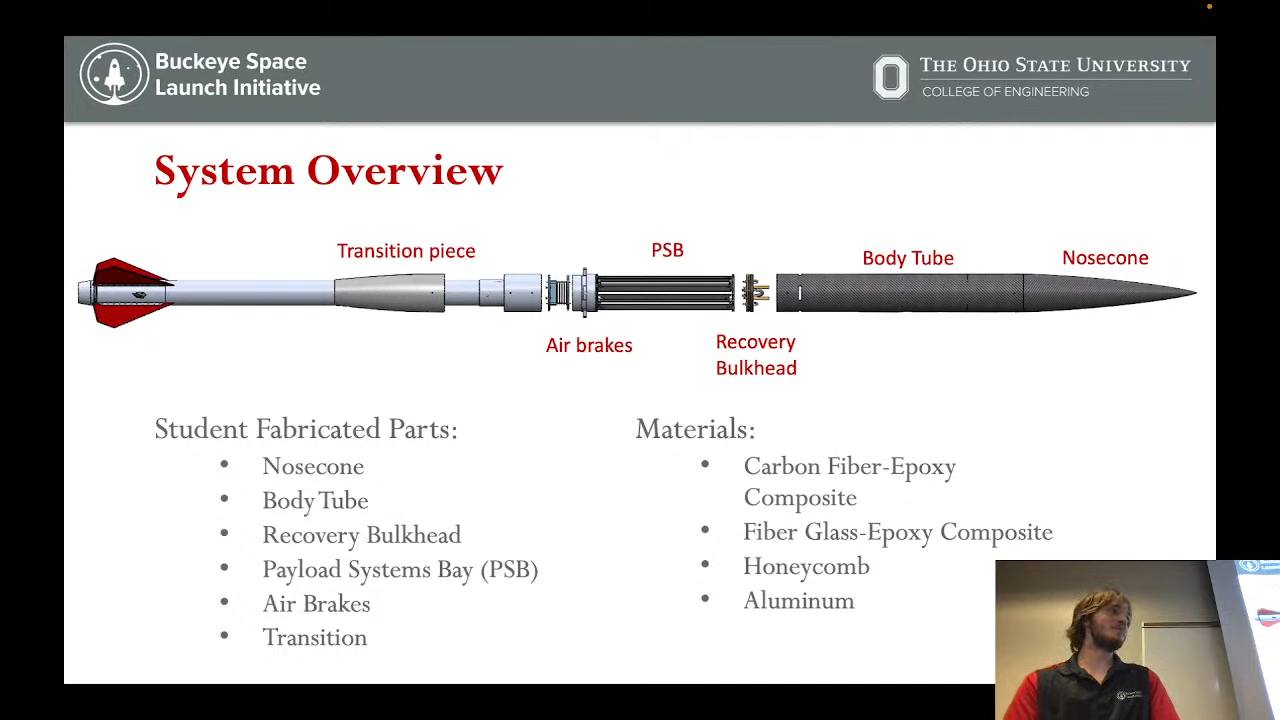 Buckeye Space
Launch Initiative
THE OHIO STATE UNIVERSITY
COLLEGE OF ENGINEERING
System Overview
Transition piece
PSB
Body Tube
Nosecone
Air brakes
Recovery
Bulkhead
Student Fabricated Parts:
• Nosecone
• Body Tube
• Recovery Bulkhead
• Payload Systems Bay (PSB)
• Air Brakes
• Transition
Materials:
• Carbon Fiber-Epoxy
Composite
• Fiber Glass-Epoxy Composite
• Honeycomb
• Aluminum